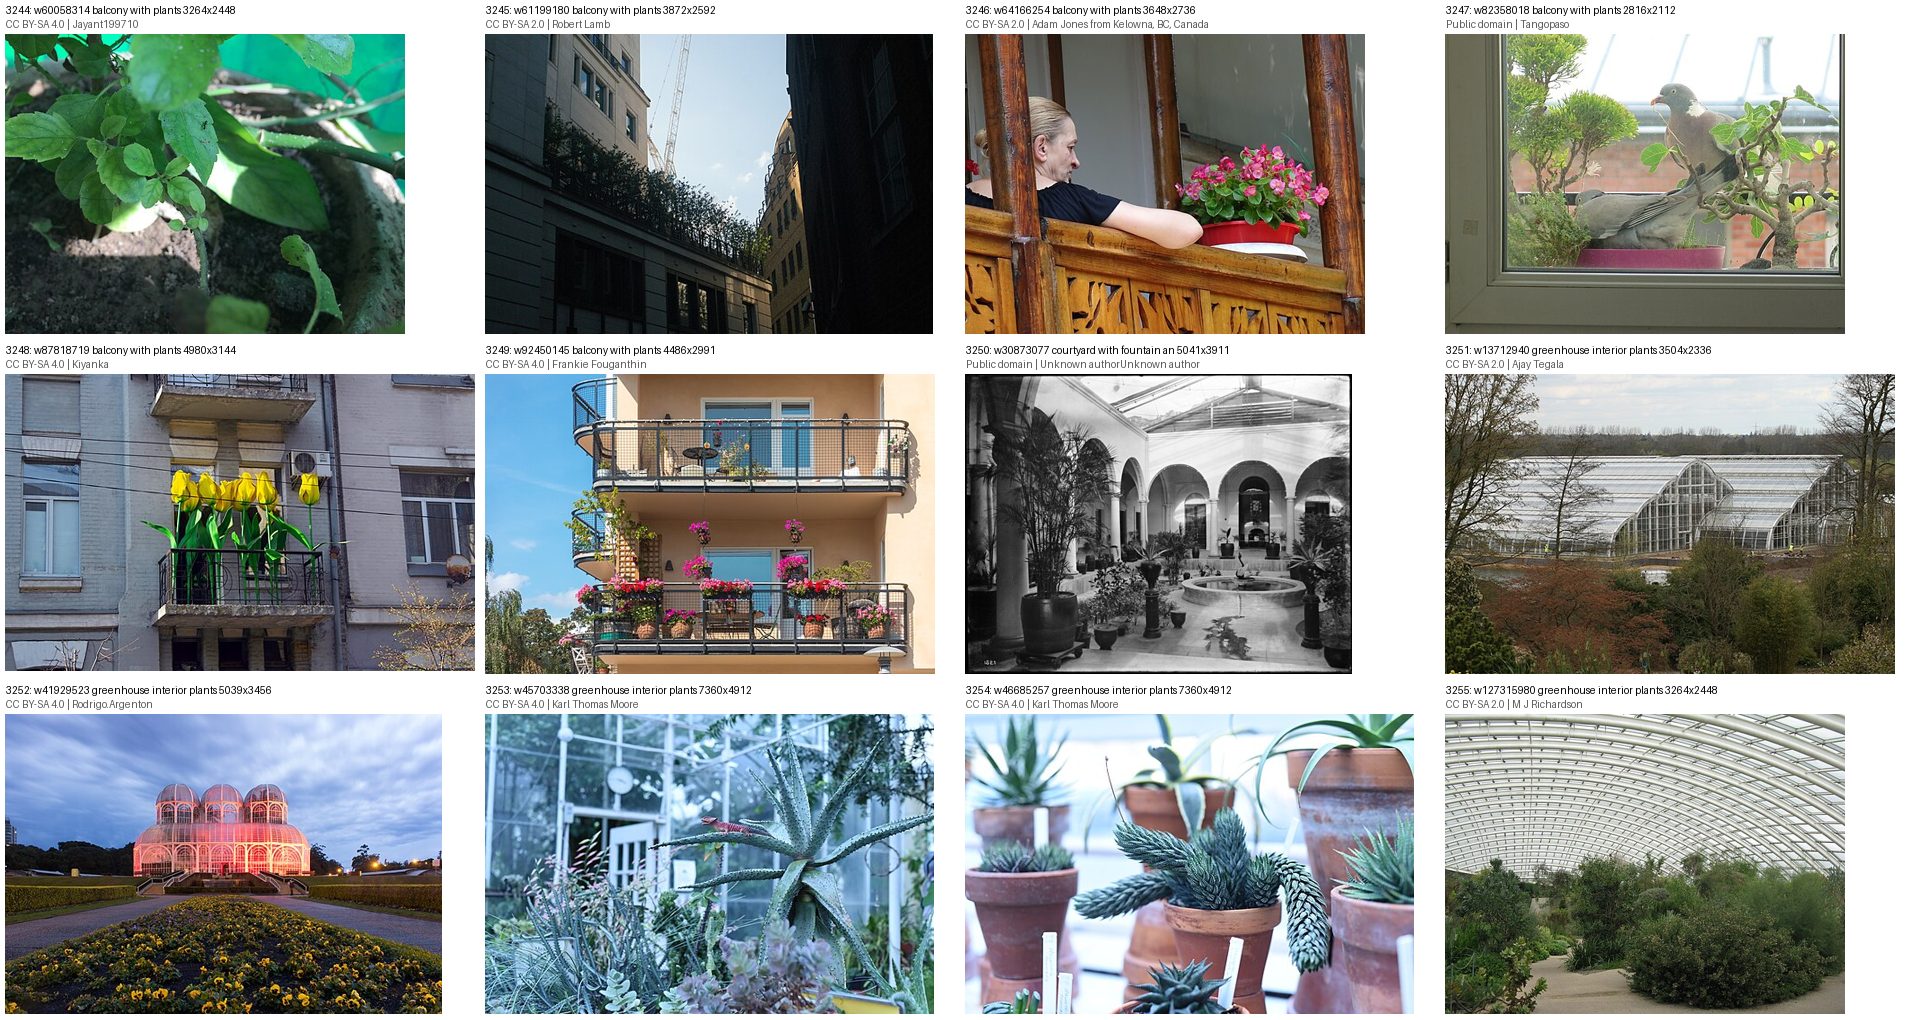 3244: w60058314 balcony with plants 3264x2448
CC BY-SA 4.0 | Jayant199710
3245: w61199180 balcony with plants 3872x2592
CC BY-SA 2.0 | Robert Lamb
3246: w64166254 balcony with plants 3648x2736
CC BY-SA 2.0 | Adam Jones from Kelowna, BC, Canada
3247: w82358018 balcony with plants 2816x2112
Public domain | Tangopaso
3248: w87818719 balcony with plants 4980x3144
CC BY-SA 4.0 | Kiyanka
3249: w92450145 balcony with plants 4486x2991
CC BY-SA 4.0 | Frankie Fouganthin
3250: w30873077 courtyard with fountain an 5041x3911
Public domain | Unknown authorUnknown author
3251: w13712940 greenhouse interior plants 3504x2336
CC BY-SA 2.0 | Ajay Tegala
3252: w41929523 greenhouse interior plants 5039x3456
CC BY-SA 4.0 | Rodrigo.Argenton
3253: w45703338 greenhouse interior plants 7360x4912
CC BY-SA 4.0 | Karl Thomas Moore
3254: w46685257 greenhouse interior plants 7360x4912
CC BY-SA 4.0 | Karl Thomas Moore
3255: w127315980 greenhouse interior plants 3264x2448
CC BY-SA 2.0 | M J Richardson